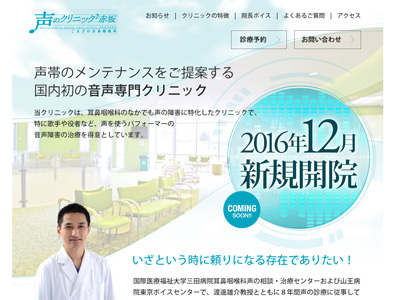 声のクリニック赤坂
お知らせ | クリニックの特徴 | 院長ボイス | よくあるご質問 | アクセス
診療予約
お問い合わせ
声帯のメンテナンスをご提案する
国内初の音声専門クリニック
当クリニックは、耳鼻咽喉科のなかでも声の障害に特化したクリニックで、
特に歌手や役者など、声を使うパフォーマーの
音声障害の治療を得意としています。
2016年12月
新規開院
COMING
SOON!!
いざという時に頼りになる存在でありたい！
国際医療福祉大学三田病院耳鼻咽喉科声の相談・治療センターおよび山王病
院東京ボイスセンターで、渡邊雄介教授とともに８年間声の診療に従事して